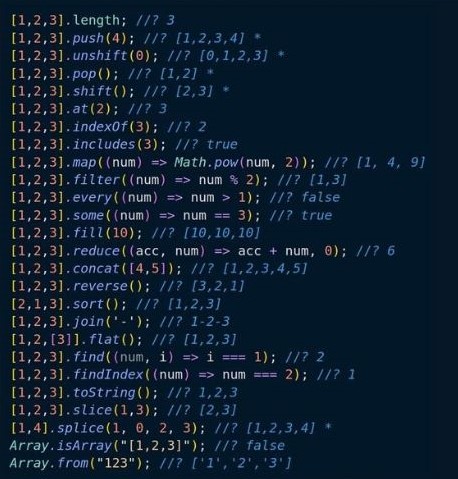 [1,2,3].length; //? 3
[1,2,3].push(4); //? [1,2,3,4] *
[1,2,3].unshift(0); //? [0,1,2,3] *
[1,2,3].pop(); //? [1,2] *
[1,2,3].shift(); //? [2,3] *
[1,2,3].at(2); //? 3
[1,2,3].indexOf(3); //? 2
[1,2,3].includes(3); //? true
[1,2,3].map((num) => Math.pow(num, 2)); //? [1, 4, 9]
[1,2,3].filter((num) => num % 2); //? [1,3]
[1,2,3].every((num) => num > 1); //? false
[1,2,3].some((num) => num == 3); //? true
[1,2,3].fill(10); //? [10,10,10]
[1,2,3].reduce((acc, num) => acc + num, 0); //? 6
[1,2,3].concat([4,5]); //? [1,2,3,4,5]
[1,2,3].reverse(); //? [3,2,1]
[2,1,3].sort(); //? [1,2,3]
[1,2,3].join('-'); //? 1-2-3
[1,2,[3]].flat(); //? [1,2,3]
[1,2,3].find((num, i) => i === 1); //? 2
[1,2,3].findIndex((num) => num === 2); //? 1
[1,2,3].toString(); //? 1,2,3
[1,2,3].slice(1,3); //? [2,3]
[1,4].splice(1, 0, 2, 3); //? [1,2,3,4] *
Array.isArray("[1,2,3]"); //? false
Array.from("123"); //? ['1','2','3']